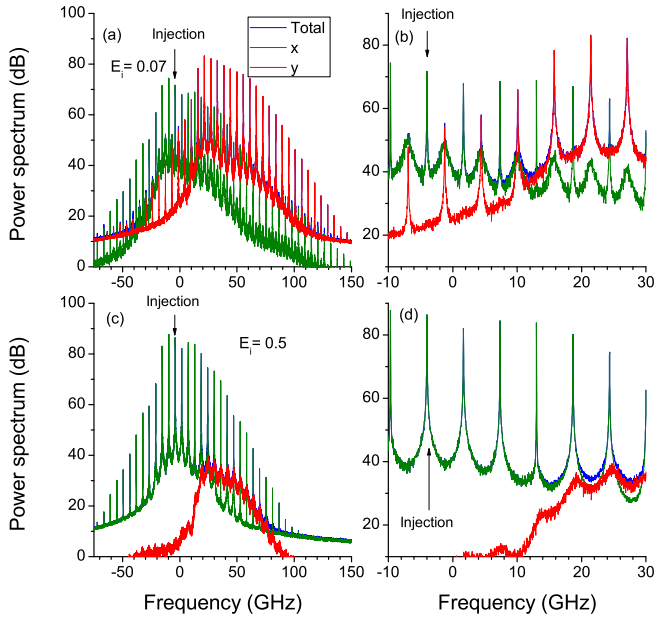 (a)
Injection
E_i= 0.07
Total
x
y
Power spectrum (dB)
100
80
60
40
20
0
-50
0
50
100
150
Injection
(b)
80
60
40
20
-10
0
10
20
30
Injection
(c)
E_i= 0.5
Power spectrum (dB)
100
80
60
40
20
0
-50
0
50
100
150
Frequency (GHz)
(d)
Injection
100
80
60
40
20
-10
0
10
20
30
Frequency (GHz)